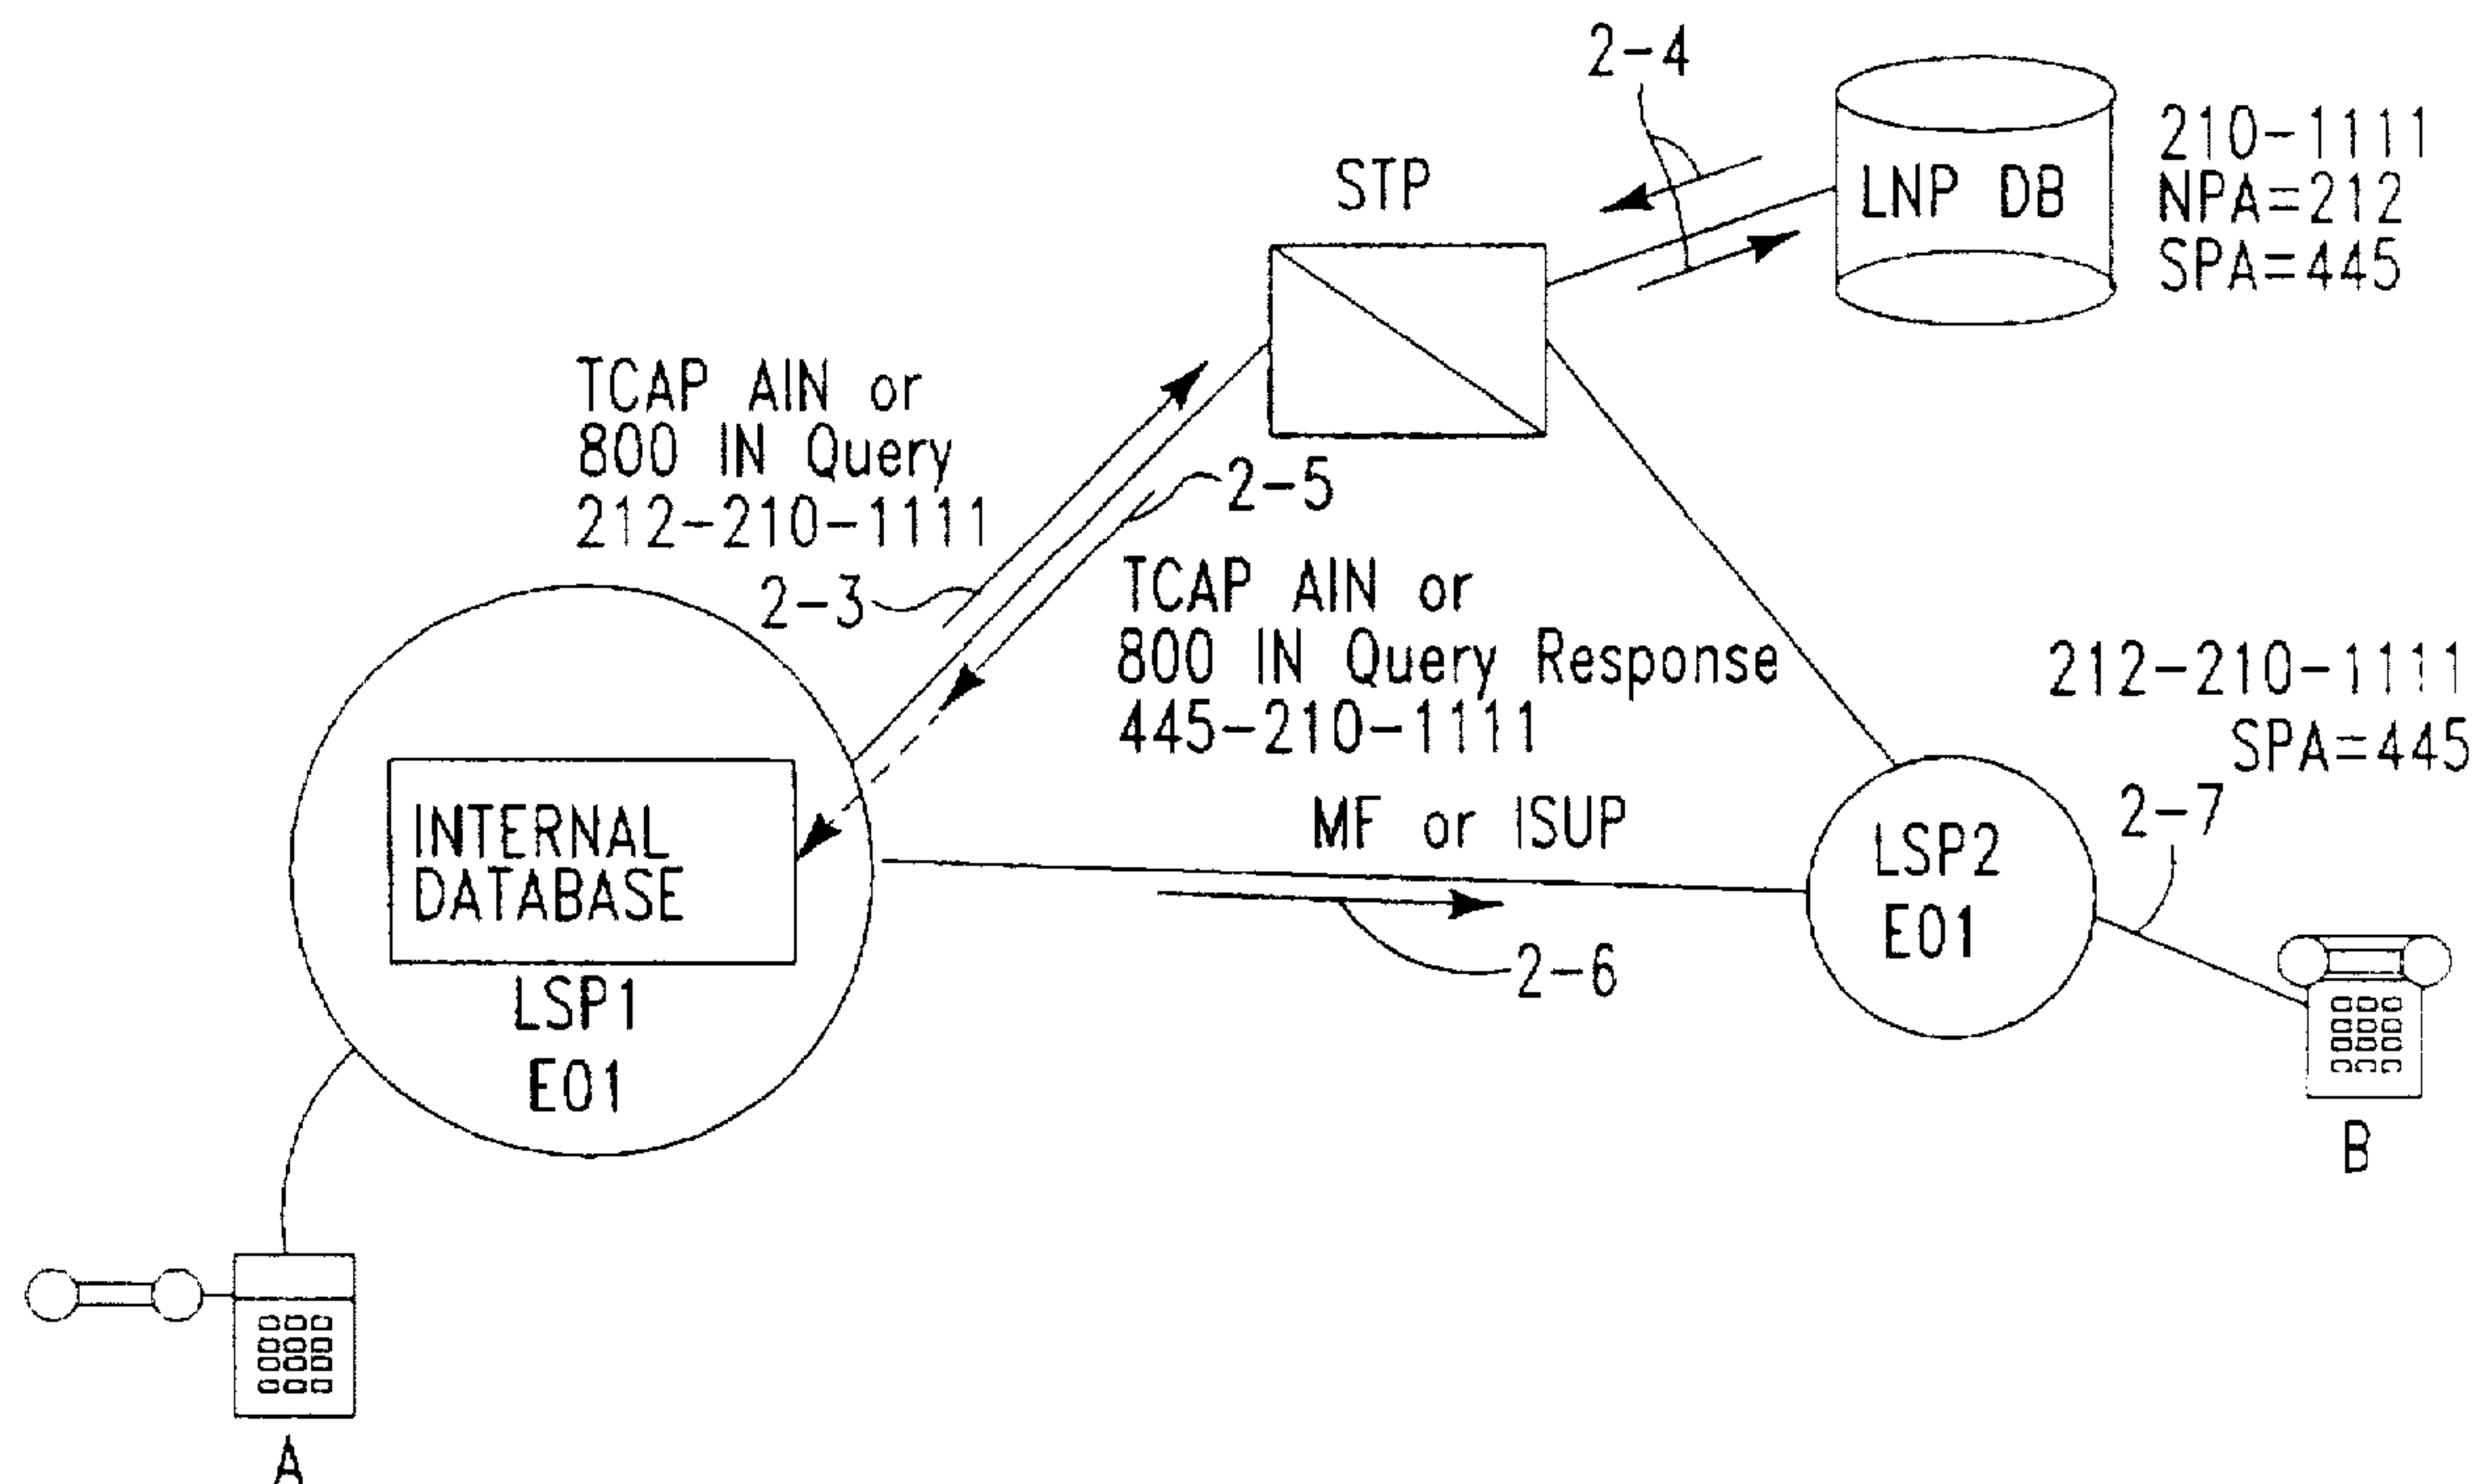 2-4
210-1111
NPA=212
SPA=445
LNP DB
STP
TCAP AIN or
800 IN Query
212-210-1111
2-3
2-5
TCAP AIN or
800 IN Query Response
445-210-1111
212-210-1111
SPA=445
2-7
MF or ISUP
2-6
INTERNAL
DATABASE
LSP1
E01
LSP2
E01
B
A